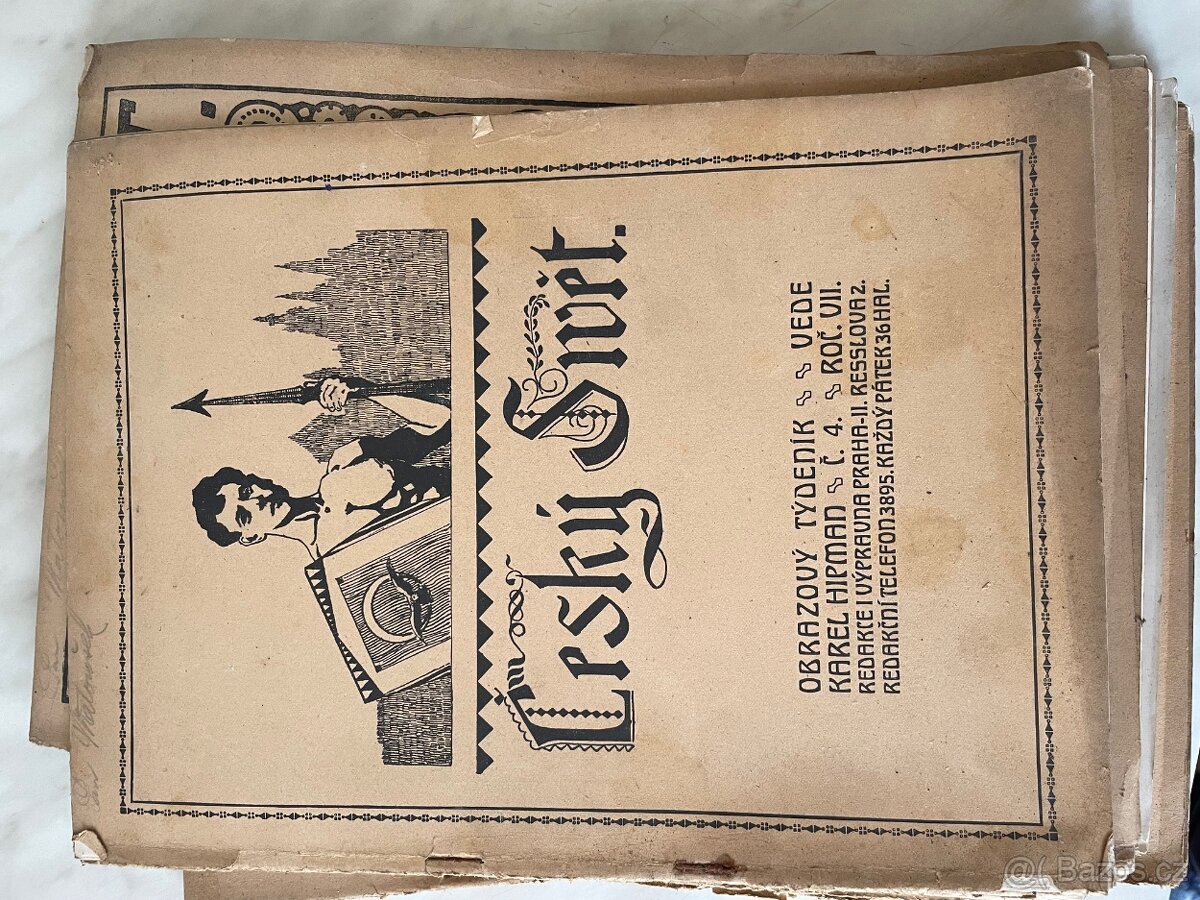 Český Svět.
OBRAZOVÝ TÝDENÍK VEDE
KAREL HIPMAN Č. 4. ROČ. VII.
REDAKCE I VÝPRAVNA PRAHA-II. RESSLOVA 2.
REDAKČNÍ TELEFON 3895. KAŽDÝ PÁTEK 36 HAL.
Bazos.cz